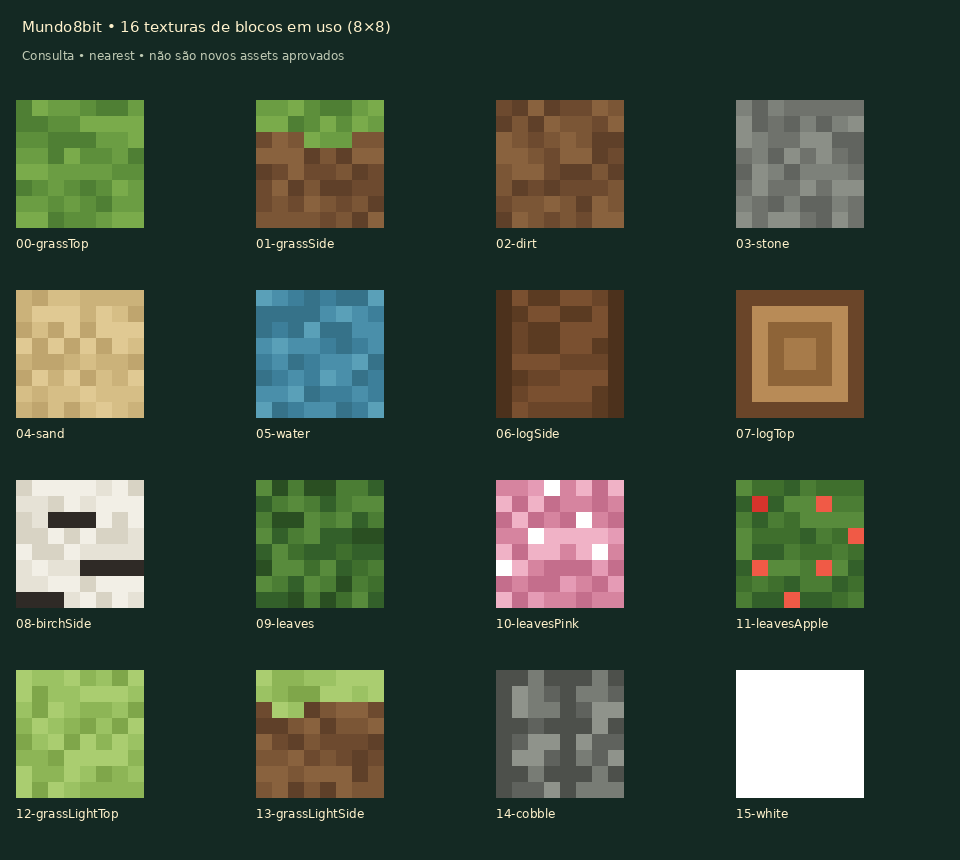 Mundo8bit • 16 texturas de blocos em uso (8×8)
Consulta • nearest • não são novos assets aprovados
00-grassTop
01-grassSide
02-dirt
03-stone
04-sand
05-water
06-logSide
07-logTop
08-birchSide
09-leaves
10-leavesPink
11-leavesApple
12-grassLightTop
13-grassLightSide
14-cobble
15-white